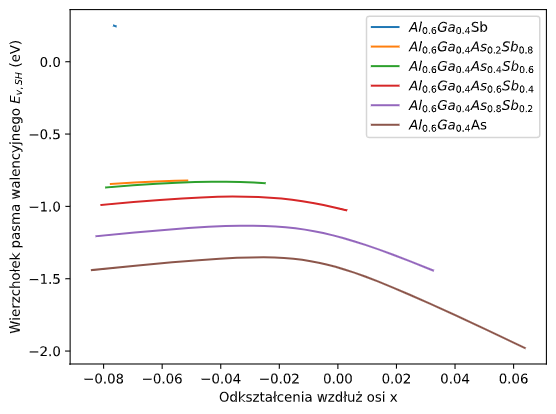 Al₀.₆Ga₀.₄Sb
Al₀.₆Ga₀.₄As₀.₂Sb₀.₈
Al₀.₆Ga₀.₄As₀.₄Sb₀.₆
Al₀.₆Ga₀.₄As₀.₆Sb₀.₄
Al₀.₆Ga₀.₄As₀.₈Sb₀.₂
Al₀.₆Ga₀.₄As
Wierzchołek pasma walencyjnego E_{v, SH} (eV)
0.0
−0.5
−1.0
−1.5
−2.0
−0.08 −0.06 −0.04 −0.02 0.00 0.02 0.04 0.06
Odkształcenia wzdłuż osi x